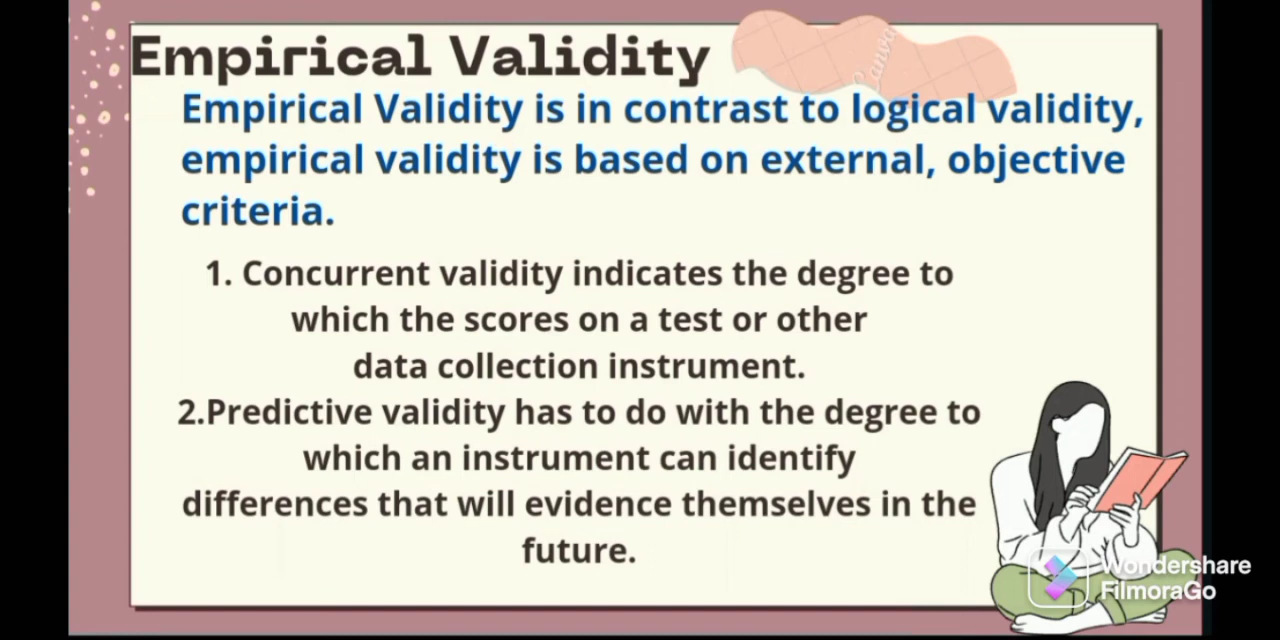 Empirical Validity
Canva
Empirical Validity is in contrast to logical validity,
empirical validity is based on external, objective
criteria.
1. Concurrent validity indicates the degree to
which the scores on a test or other
data collection instrument.
2.Predictive validity has to do with the degree to
which an instrument can identify
differences that will evidence themselves in the
future.
Wondershare
FilmoraGo